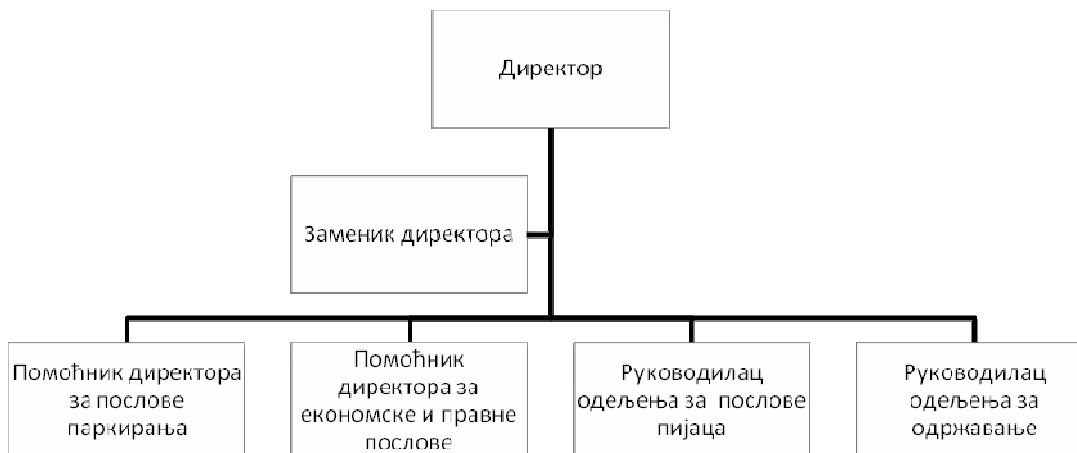 Директор
Заменик директора
Помоћник директора
за послове
паркирања
Помоћник
директора за
економске и правне
послове
Руководилац
одељења за послове
пијаца
Руководилац
одељења за
одржавање